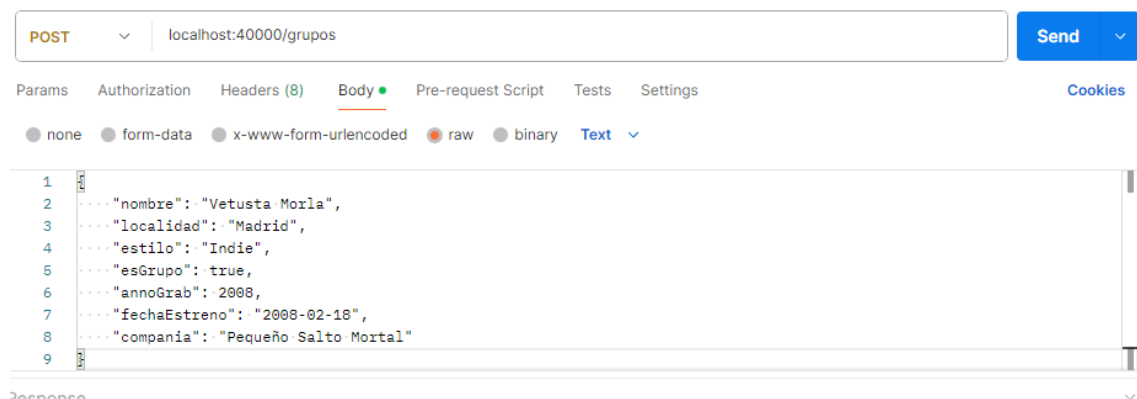 POST localhost:40000/grupos Send
Params Authorization Headers (8) Body Pre-request Script Tests Settings Cookies
none form-data x-www-form-urlencoded raw binary Text
1 {
2 "nombre": "Vetusta Morla",
3 "localidad": "Madrid",
4 "estilo": "Indie",
5 "esGrupo": true,
6 "annoGrab": 2008,
7 "fechaEstreno": "2008-02-18",
8 "compania": "Pequeño Salto Mortal"
9 }
Response